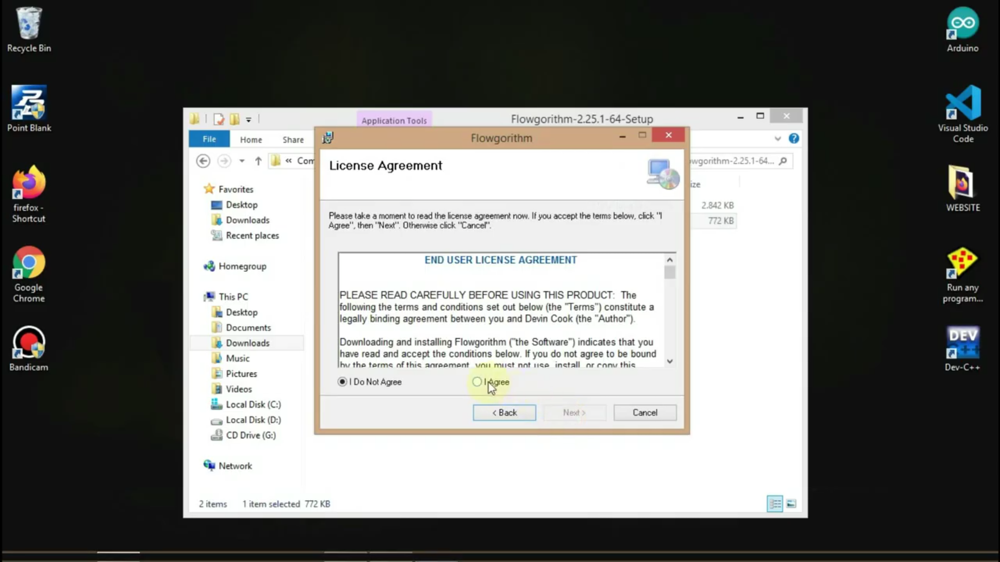 Recycle Bin
Point Blank
firefox -
Shortcut
Google
Chrome
Bandicam
Arduino
Visual Studio
Code
WEBSITE
Run any
program...
DEV
C++
Dev-C++
Application Tools
Flowgorithm-2.25.1-64-Setup
File
Home
Share
« Com
wgorithm-2.25.1-64...
ize
2.842 KB
772 KB
Favorites
Desktop
Downloads
Recent places
Homegroup
This PC
Desktop
Documents
Downloads
Music
Pictures
Videos
Local Disk (C:)
Local Disk (D:)
CD Drive (G:)
Network
2 items
1 item selected 772 KB
Flowgorithm
License Agreement
Please take a moment to read the license agreement now. If you accept the terms below, click "I
Agree", then "Next". Otherwise click "Cancel".
END USER LICENSE AGREEMENT
PLEASE READ CAREFULLY BEFORE USING THIS PRODUCT: The
following the terms and conditions set out below (the "Terms") constitute a
legally binding agreement between you and Devin Cook (the "Author").
Downloading and installing Flowgorithm ("the Software") indicates that you
have read and accept the conditions below. If you do not agree to be bound
by the terms of this agreement, you must not use, install, or copy this
I Do Not Agree
I Agree
< Back
Next >
Cancel